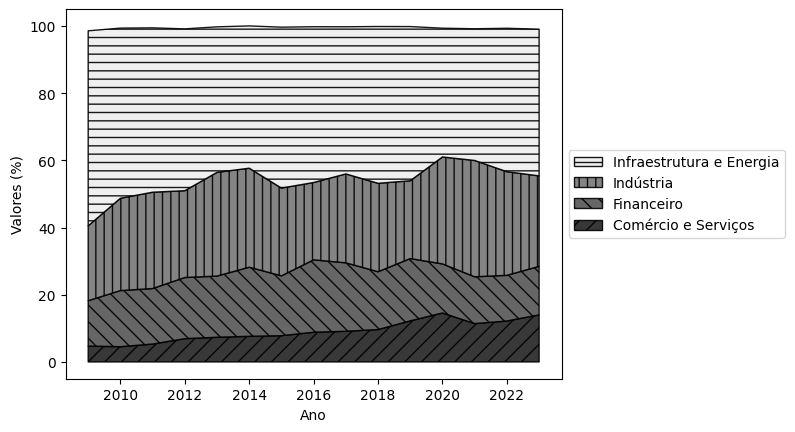 100
80
60
40
20
0
Valores (%)
2010
2012
2014
2016
2018
2020
2022
Ano
Infraestrutura e Energia
Indústria
Financeiro
Comércio e Serviços